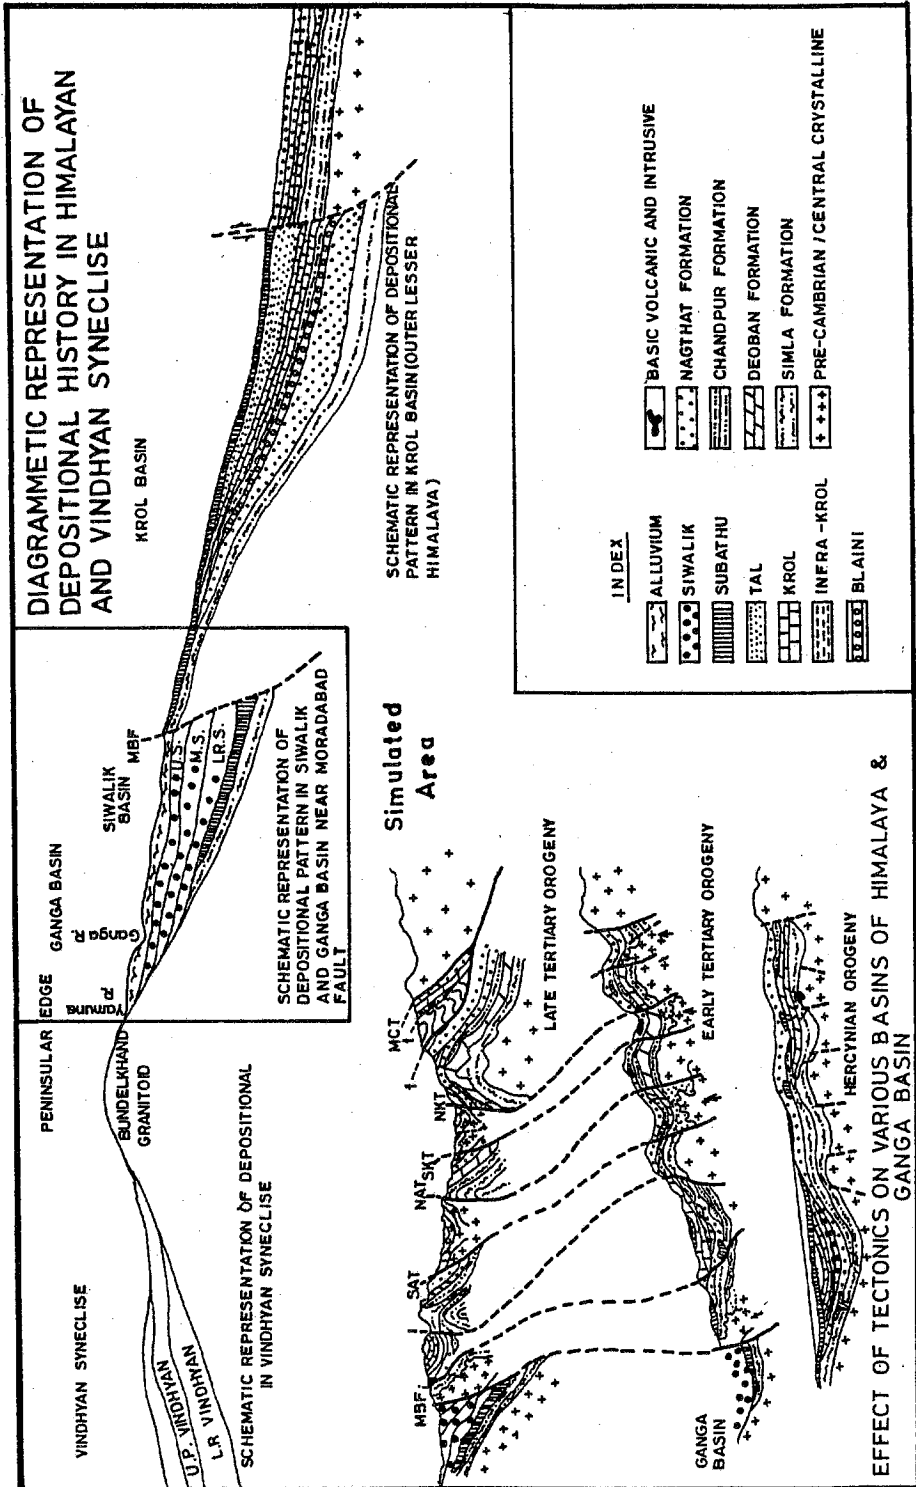 DIAGRAMMETIC REPRESENTATION OF
DEPOSITIONAL HISTORY IN HIMALAYAN
AND VINDHYAN SYNECLISE
VINDHYAN SYNECLISE
PENINSULAR EDGE
GANGA BASIN
SIWALIK
BASIN
KROL BASIN
U.P. VINDHYAN
L.R VINDHYAN
BUNDELKHAND
GRANITOID
Yamuna
R.
Ganga
R.
MBF
U.S.
M.S.
LR.S.
SCHEMATIC REPRESENTATION OF DEPOSITIONAL
IN VINDHYAN SYNECLISE
SCHEMATIC REPRESENTATION OF
DEPOSITIONAL PATTERN IN SIWALIK
AND GANGA BASIN NEAR MORADABAD
FAULT
SCHEMATIC REPRESENTATION OF DEPOSITIONAL
PATTERN IN KROL BASIN (OUTER LESSER
HIMALAYA)
Simulated
Area
MBF
SAT
NAT
SKT
NKT
MCT
LATE TERTIARY OROGENY
EARLY TERTIARY OROGENY
GANGA
BASIN
HERCYNIAN OROGENY
EFFECT OF TECTONICS ON VARIOUS BASINS OF HIMALAYA &
GANGA BASIN
INDEX
ALLUVIUM
SIWALIK
SUBATHU
TAL
KROL
INFRA-KROL
BLAINI
BASIC VOLCANIC AND INTRUSIVE
NAGTHAT FORMATION
CHANDPUR FORMATION
DEOBAN FORMATION
SIMLA FORMATION
PRE-CAMBRIAN / CENTRAL CRYSTALLINE